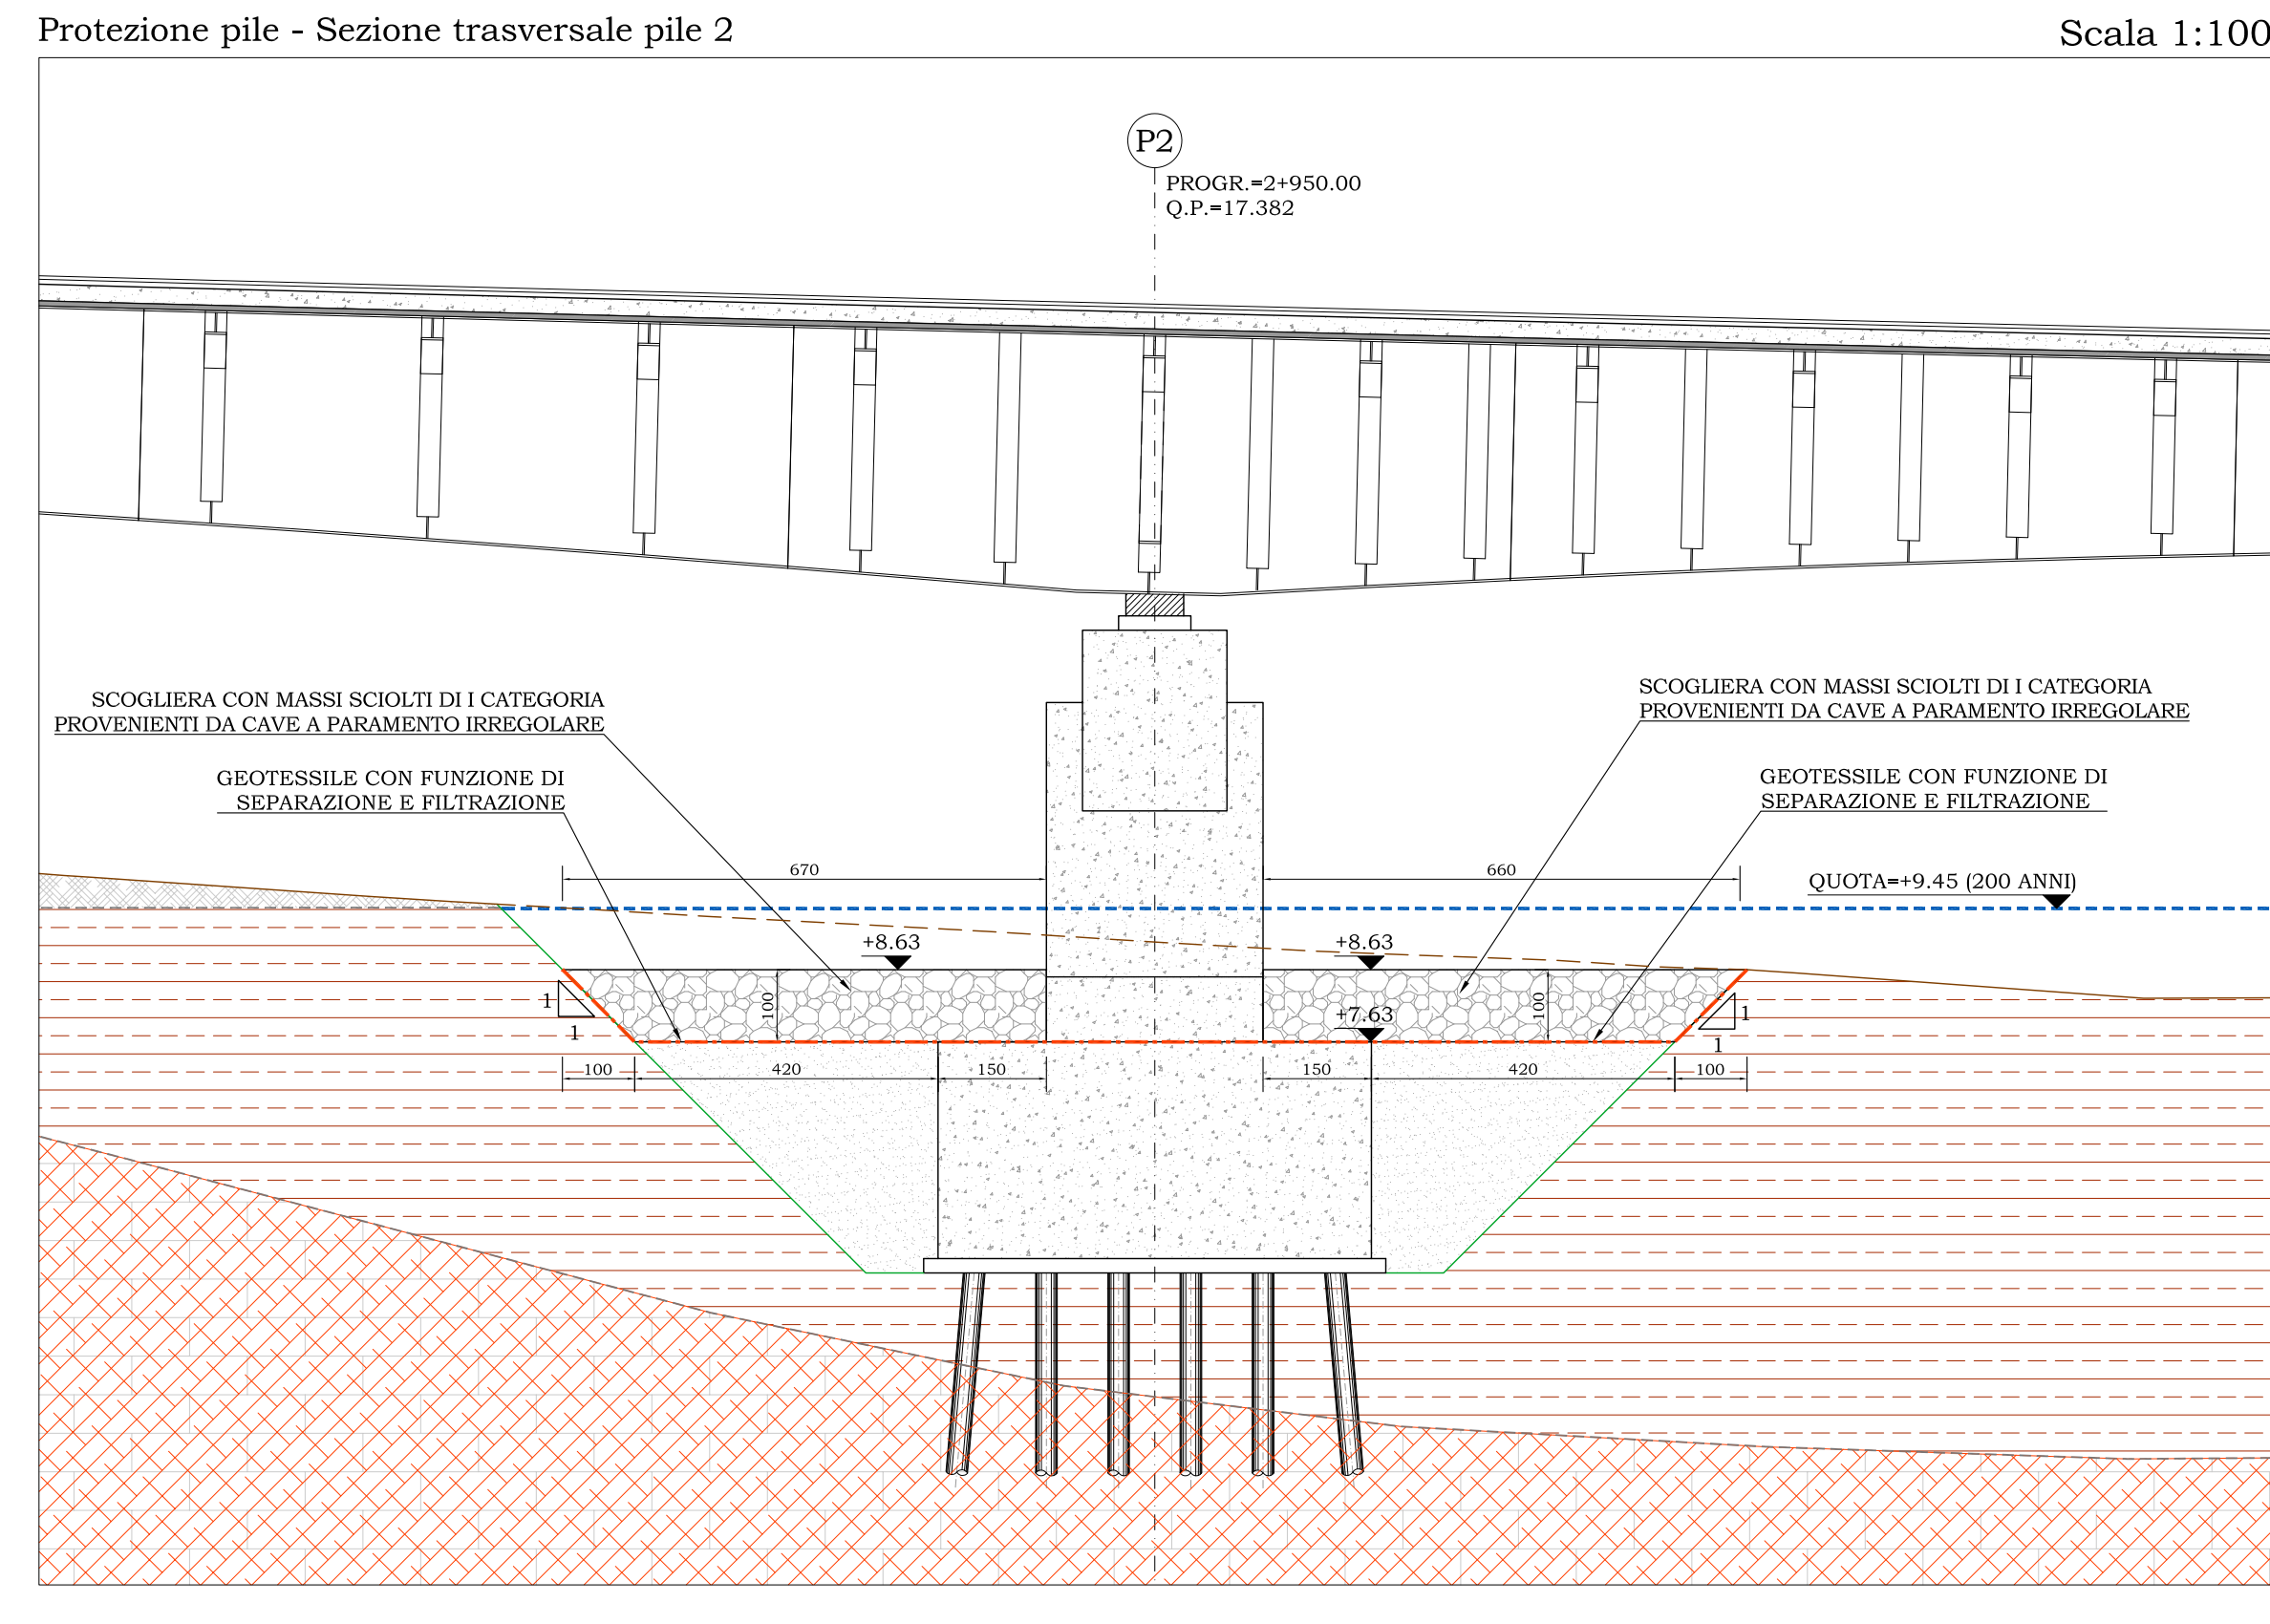 Protezione pile - Sezione trasversale pile 2
Scala 1:100
P2
PROGR.=2+950.00
Q.P.=17.382
SCOGLIERA CON MASSI SCIOLTI DI I CATEGORIA
PROVENIENTI DA CAVE A PARAMENTO IRREGOLARE
SCOGLIERA CON MASSI SCIOLTI DI I CATEGORIA
PROVENIENTI DA CAVE A PARAMENTO IRREGOLARE
GEOTESSILE CON FUNZIONE DI
SEPARAZIONE E FILTRAZIONE
GEOTESSILE CON FUNZIONE DI
SEPARAZIONE E FILTRAZIONE
670
660
QUOTA=+9.45 (200 ANNI)
+8.63
+8.63
1
1
100
+7.63
100
1
1
100
420
150
150
420
100